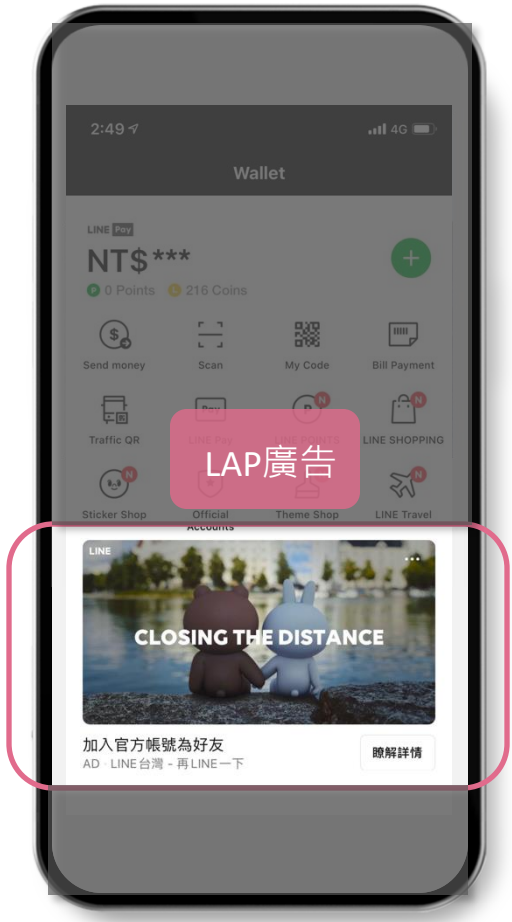 2:49 4G
Wallet
LINE Pay
NT$***
P 0 Points L 216 Coins
+
Send money Scan My Code Bill Payment
N N
Traffic QR LINE SHOPPING
LAP廣告
N N
Sticker Shop Official Accounts Theme Shop LINE Travel
LINE
CLOSING THE DISTANCE
加入官方帳號為好友
AD · LINE台灣 - 再LINE一下
瞭解詳情